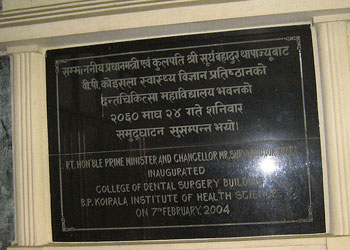 सम्माननीय प्रधानमन्त्री एवं कुलपति श्री सूर्यबहादुर थापाज्यूबाट
बी.पी. कोइराला स्वास्थ्य विज्ञान प्रतिष्ठानको
दन्तचिकित्सा महाविद्यालय भवनको
२०६० माघ २४ गते शनिवार
समुद्घाटन सुसम्पन्न भयो।
RT. HON'BLE PRIME MINISTER AND CHANCELLOR MR.
INAUGURATED
COLLEGE OF DENTAL SURGERY BUILDING
B.P. KOIRALA INSTITUTE OF HEALTH SCIENCES
ON 7TH FEBRUARY, 2004